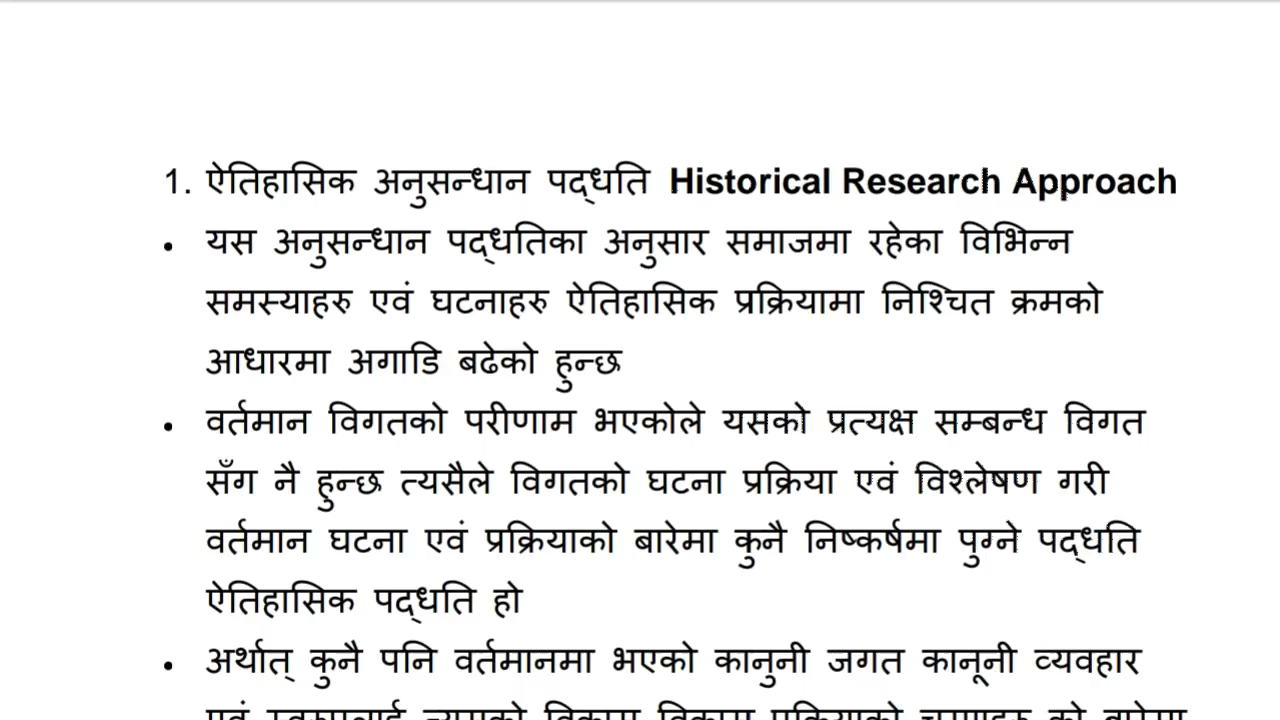 1. ऐतिहासिक अनुसन्धान पद्धति Historical Research Approach
• यस अनुसन्धान पद्धतिका अनुसार समाजमा रहेका विभिन्न
समस्याहरु एवं घटनाहरु ऐतिहासिक प्रक्रियामा निश्चित क्रमको
आधारमा अगाडि बढेको हुन्छ
• वर्तमान विगतको परीणाम भएकोले यसको प्रत्यक्ष सम्बन्ध विगत
सँग नै हुन्छ त्यसैले विगतको घटना प्रक्रिया एवं विश्लेषण गरी
वर्तमान घटना एवं प्रक्रियाको बारेमा कुनै निष्कर्षमा पुग्ने पद्धति
ऐतिहासिक पद्धति हो
• अर्थात् कुनै पनि वर्तमानमा भएको कानुनी जगत कानूनी व्यवहार
एवं